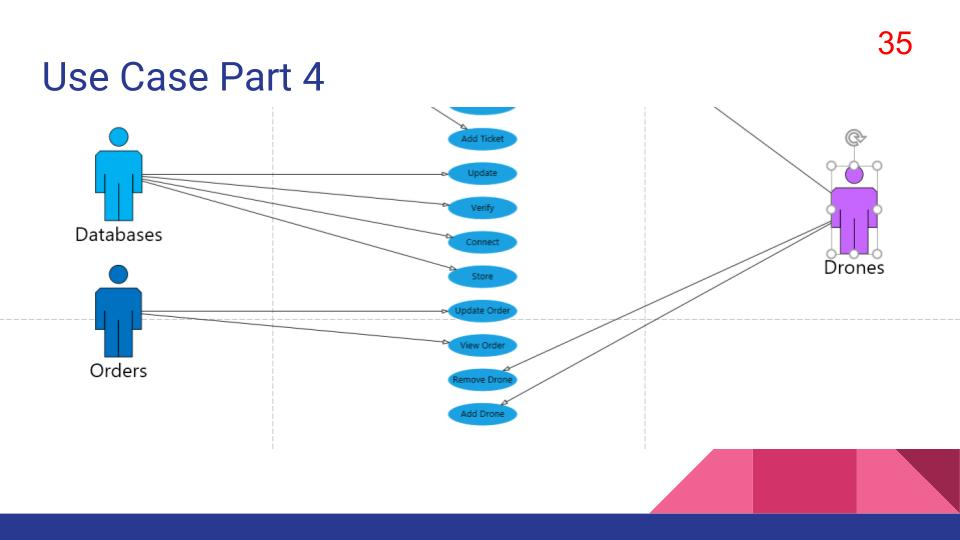 35
Use Case Part 4
Add Ticket
Update
Verify
Databases
Connect
Drones
Store
Update Order
View Order
Orders
Remove Drone
Add Drone